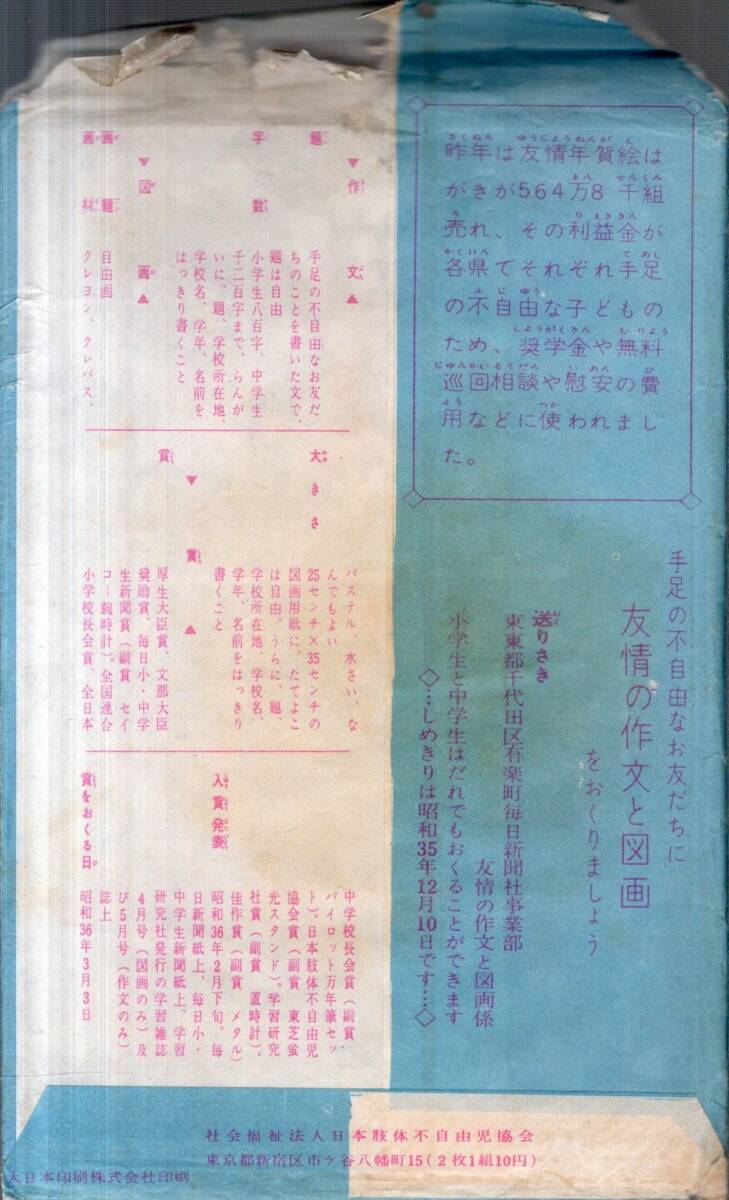 昨年は友情年賀絵は
がきが564万8千組
売れ、その利益金が
各県でそれぞれ手足
の不自由な子どもの
ため、奨学金や無料
巡回相談や慰安の費
用などに使われまし
た。
手足の不自由なお友だちに
友情の作文と図画
をおくりましょう
送りさき
東京都千代田区有楽町毎日新聞社事業部
友情の作文と図画係
小学生と中学生はだれでもおくることができます
◇…しめきりは昭和35年12月10日です…◇
▼作文▲
題
手足の不自由なお友だ
ちのことを書いた文で、
題は自由
字数
小学生八百字、中学生
千二百字まで、らんが
いに、題、学校所在地、
学校名、学年、名前を
はっきり書くこと
▼図画▲
画題
自由画
画材
クレヨン、クレパス、
パステル、水さい、な
んでもよい
大きさ
25センチ×35センチの
図画用紙に、たてよこ
は自由。うらに、題、
学校所在地、学校名、
学年、名前をはっきり
書くこと
▼賞▲
賞
厚生大臣賞、文部大臣
奨励賞、毎日小・中学
生新聞賞（副賞 セイ
コー腕時計）。全国連合
小学校長会賞、全日本
中学校長会賞（副賞
パイロット万年筆セッ
ト）、日本肢体不自由児
協会賞（副賞 東芝蛍
光スタンド）。学習研究
社賞（副賞 置時計）。
佳作賞（副賞 メタル）
入賞発表
昭和36年2月下旬、毎
日新聞紙上、毎日小・
中学生新聞紙上、学習
研究社発行の学習雑誌
4月号（図画のみ）及
び5月号（作文のみ）
誌上
賞をおくる日
昭和36年3月3日
社会福祉法人日本肢体不自由児協会
東京都新宿区市ケ谷八幡町15（2枚1組10円）
大日本印刷株式会社印刷